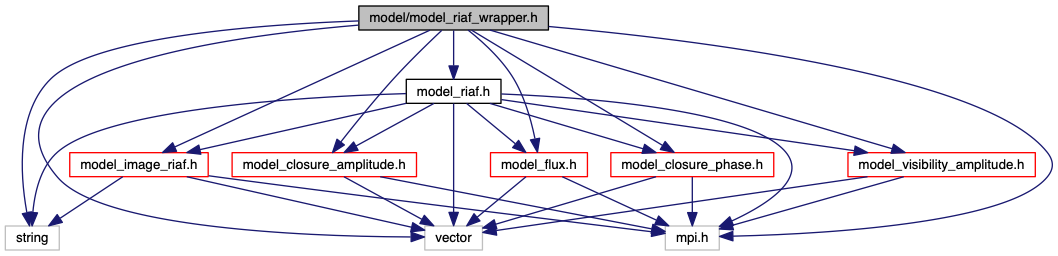 model/model_riaf_wrapper.h
model_riaf.h
model_image_riaf.h
model_closure_amplitude.h
model_flux.h
model_closure_phase.h
model_visibility_amplitude.h
string
vector
mpi.h